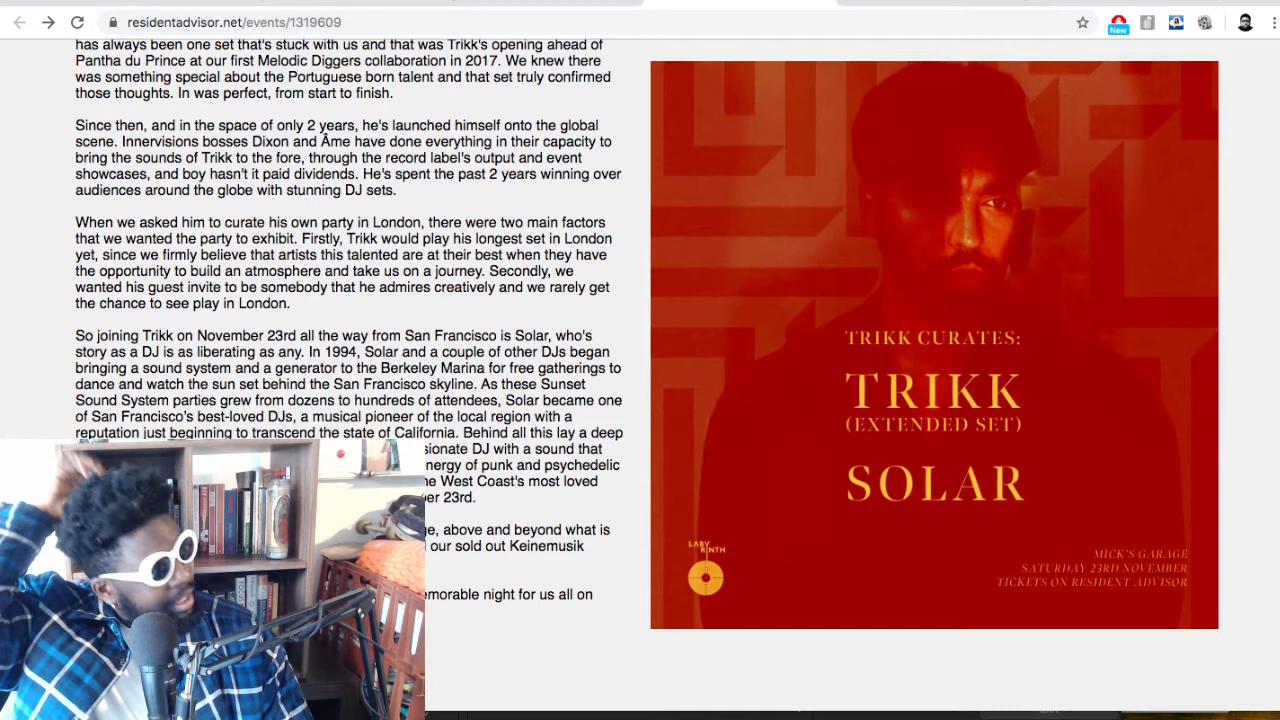 residentadvisor.net/events/1319609
New
has always been one set that's stuck with us and that was Trikk's opening ahead of
Pantha du Prince at our first Melodic Diggers collaboration in 2017. We knew there
was something special about the Portuguese born talent and that set truly confirmed
those thoughts. In was perfect, from start to finish.
Since then, and in the space of only 2 years, he's launched himself onto the global
scene. Innervisions bosses Dixon and Âme have done everything in their capacity to
bring the sounds of Trikk to the fore, through the record label's output and event
showcases, and boy hasn't it paid dividends. He's spent the past 2 years winning over
audiences around the globe with stunning DJ sets.
When we asked him to curate his own party in London, there were two main factors
that we wanted the party to exhibit. Firstly, Trikk would play his longest set in London
yet, since we firmly believe that artists this talented are at their best when they have
the opportunity to build an atmosphere and take us on a journey. Secondly, we
wanted his guest invite to be somebody that he admires creatively and we rarely get
the chance to see play in London.
So joining Trikk on November 23rd all the way from San Francisco is Solar, who's
story as a DJ is as liberating as any. In 1994, Solar and a couple of other DJs began
bringing a sound system and a generator to the Berkeley Marina for free gatherings to
dance and watch the sun set behind the San Francisco skyline. As these Sunset
Sound System parties grew from dozens to hundreds of attendees, Solar became one
of San Francisco's best-loved DJs, a musical pioneer of the local region with a
reputation just beginning to transcend the state of California. Behind all this lay a deep
sionate DJ with a sound that
nergy of punk and psychedelic
he West Coast's most loved
er 23rd.
ge, above and beyond what is
our sold out Keinemusik
emorable night for us all on
TRIKK CURATES:
TRIKK
(EXTENDED SET)
SOLAR
LABY
RINTH
MICK'S GARAGE
SATURDAY 23RD NOVEMBER
TICKETS ON RESIDENT ADVISOR